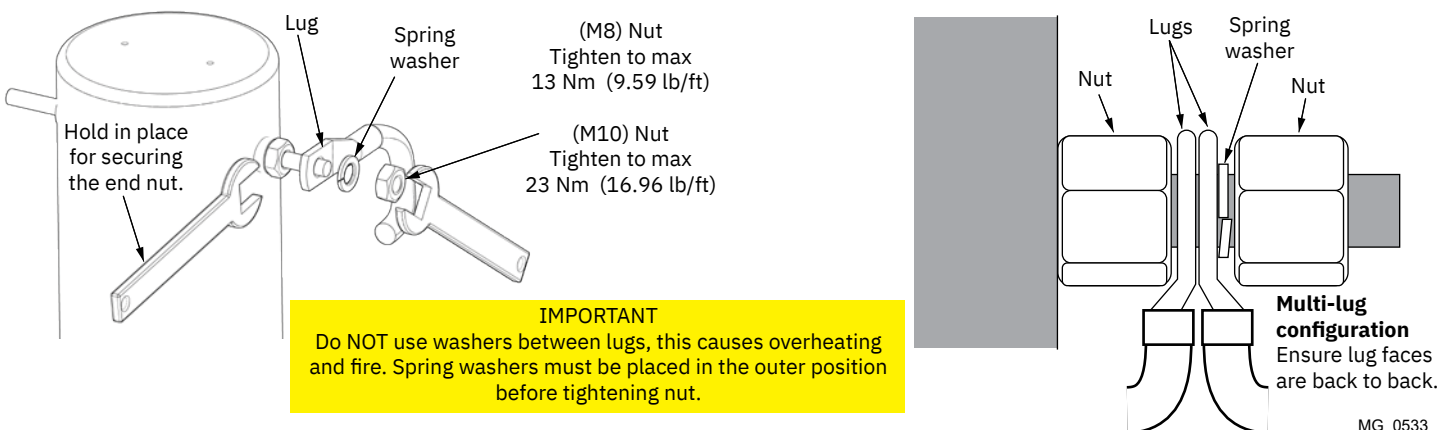 Lug
Spring
washer
(M8) Nut
Tighten to max
13 Nm  (9.59 lb/ft)
(M10) Nut
Tighten to max
23 Nm (16.96 lb/ft)
Hold in place
for securing
the end nut.
IMPORTANT
Do NOT use washers between lugs, this causes overheating
and fire. Spring washers must be placed in the outer position
before tightening nut.
Lugs
Spring
washer
Nut
Nut
Multi-lug
configuration
Ensure lug faces
are back to back.
MG_0533